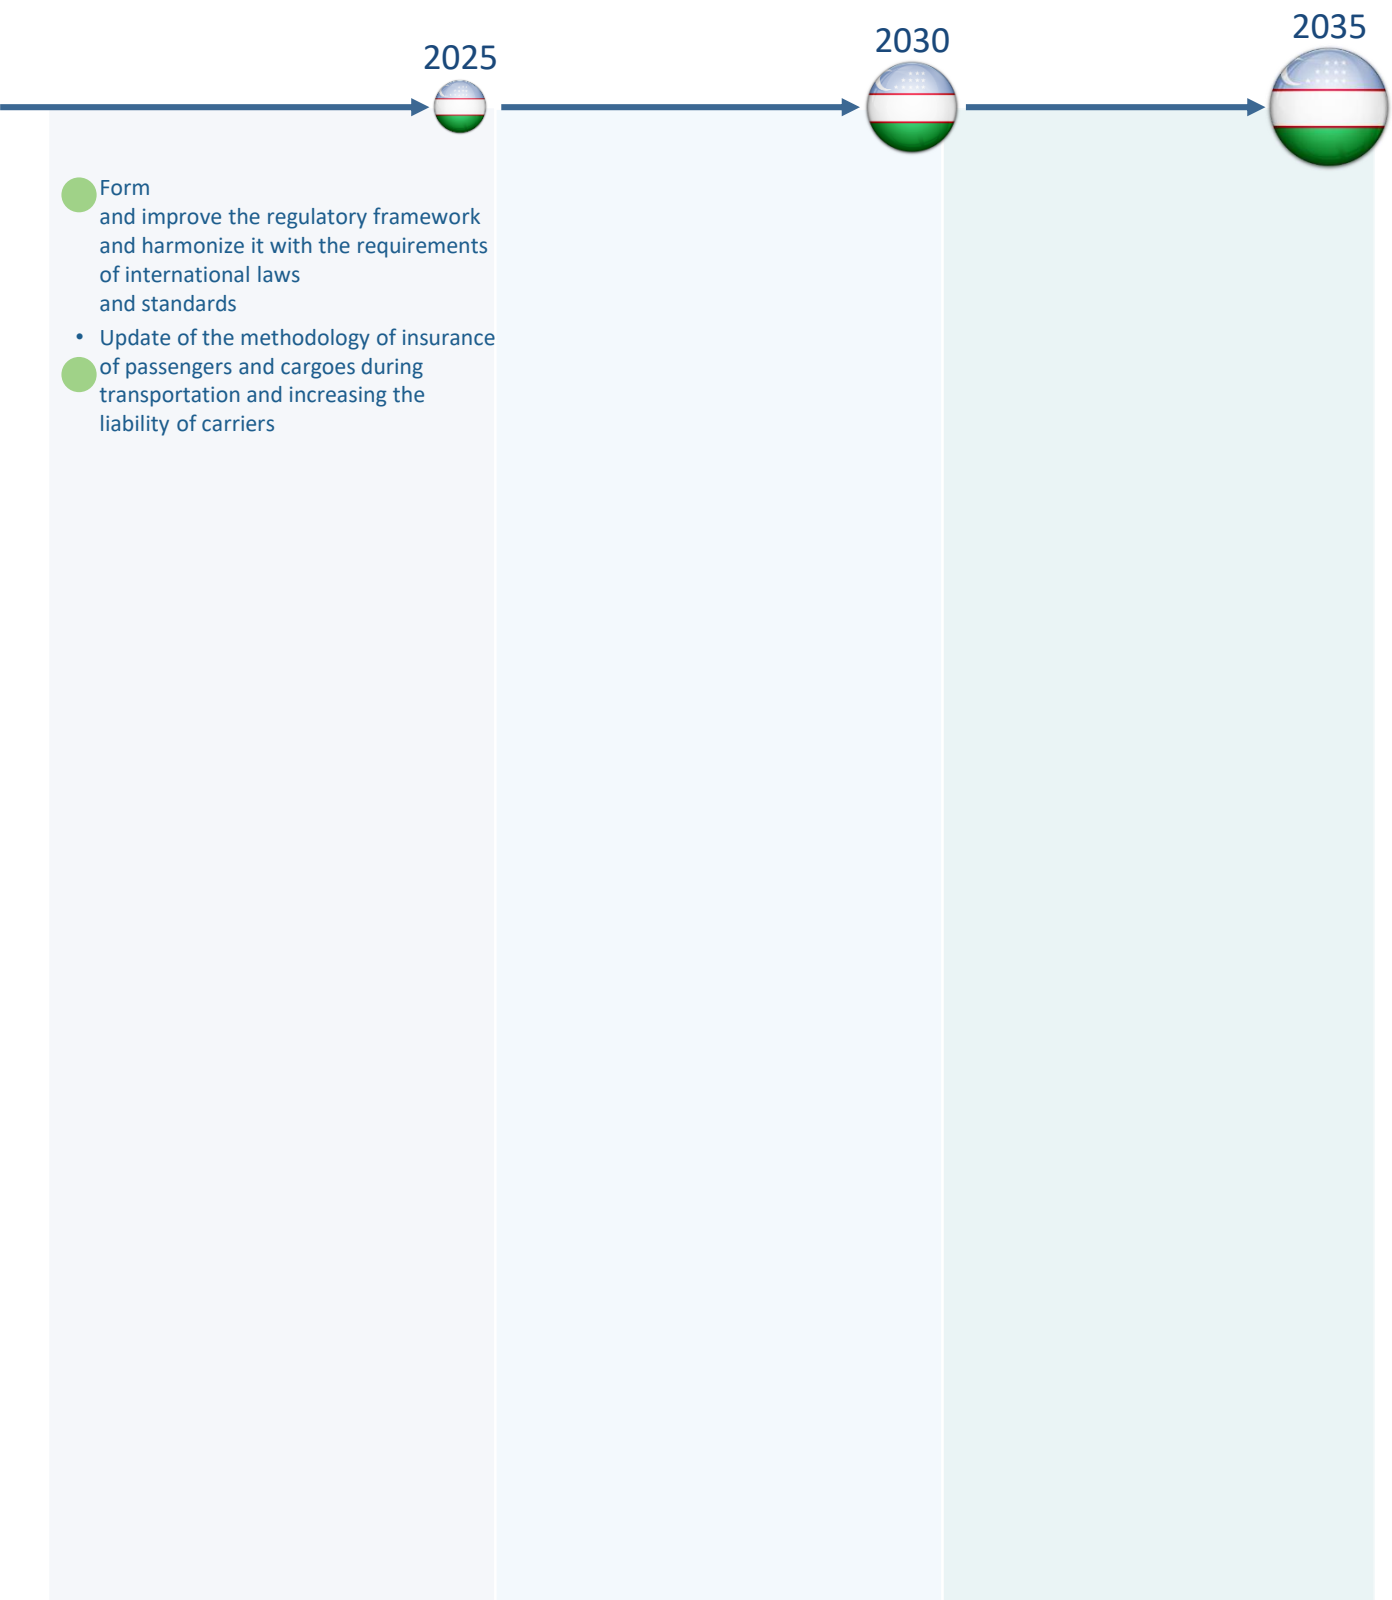 2025
2030
2035
Form
and improve the regulatory framework
and harmonize it with the requirements
of international laws
and standards
• Update of the methodology of insurance
of passengers and cargoes during
transportation and increasing the
liability of carriers